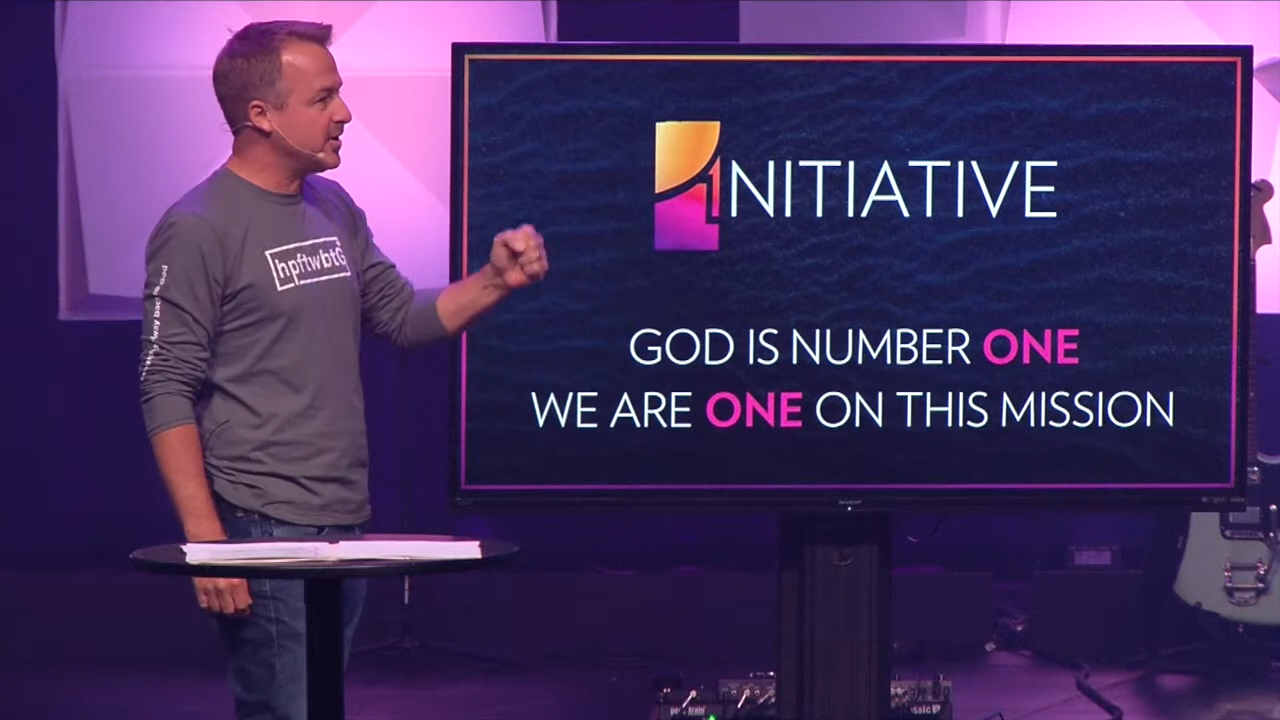 1NITIATIVE
GOD IS NUMBER ONE
WE ARE ONE ON THIS MISSION
hpftwbtG